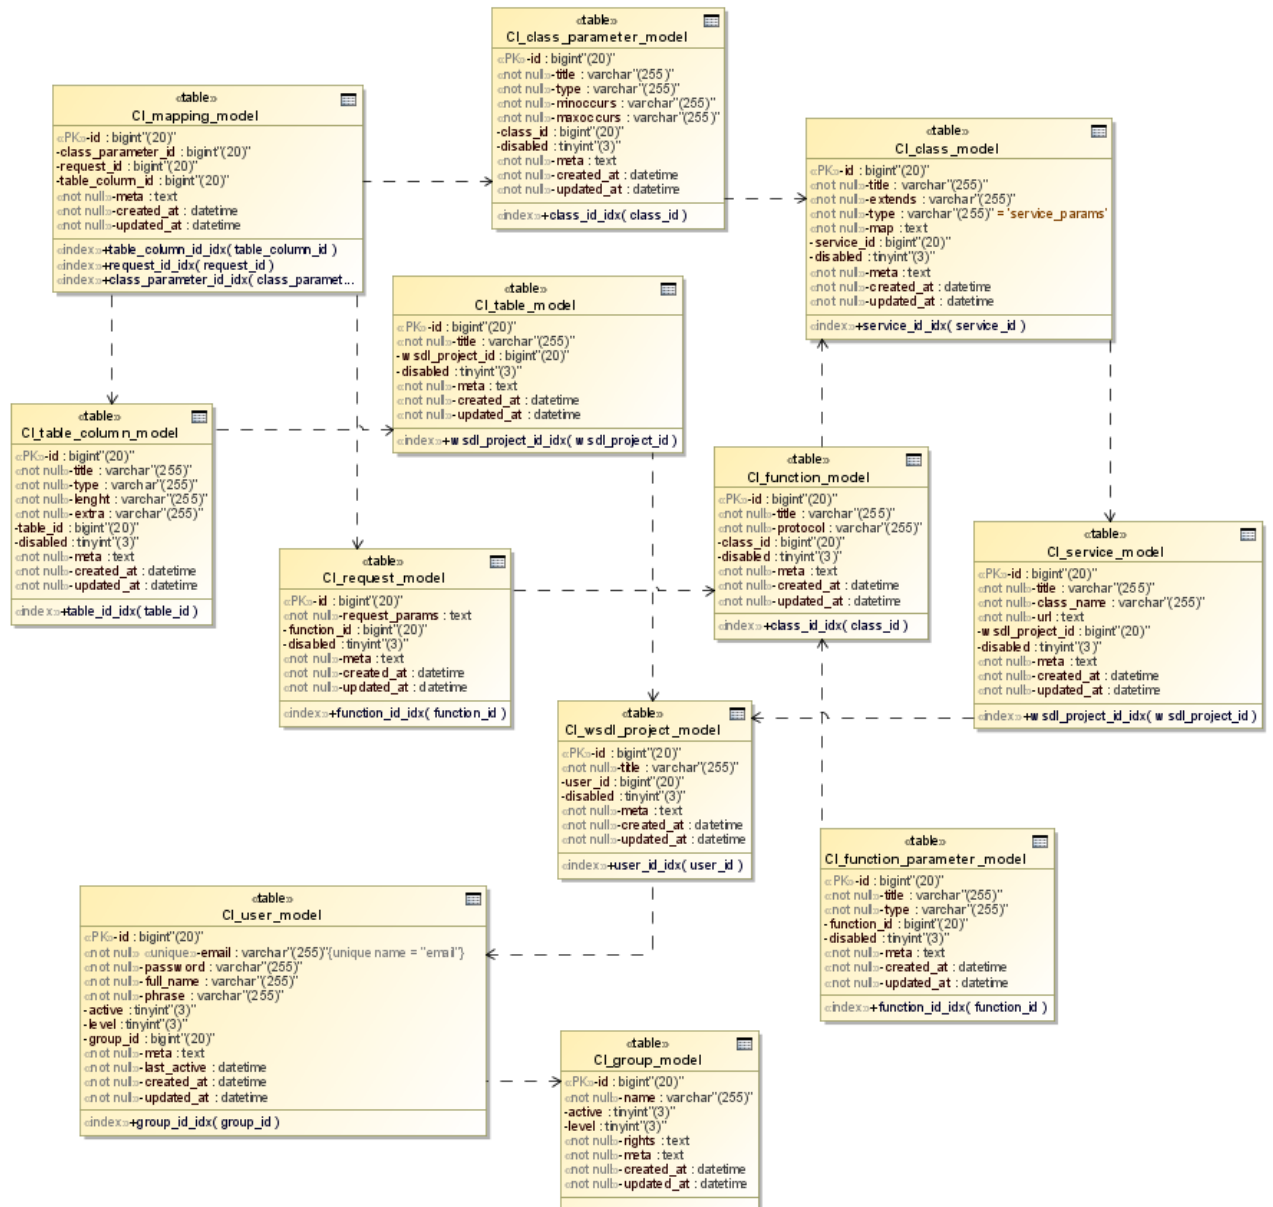 «table»
CI_class_parameter_model
«PK»-id : bigint"(20)"
«not null»-title : varchar"(255)"
«not null»-type : varchar"(255)"
«not null»-minoccurs : varchar"(255)"
«not null»-maxoccurs : varchar"(255)"
-class_id : bigint"(20)"
-disabled : tinyint"(3)"
«not null»-meta : text
«not null»-created_at : datetime
«not null»-updated_at : datetime
«index»+class_id_idx( class_id )
«table»
CI_mapping_model
«PK»-id : bigint"(20)"
-class_parameter_id : bigint"(20)"
-request_id : bigint"(20)"
-table_column_id : bigint"(20)"
«not null»-meta : text
«not null»-created_at : datetime
«not null»-updated_at : datetime
«index»+table_column_id_idx( table_column_id )
«index»+request_id_idx( request_id )
«index»+class_parameter_id_idx( class_paramet...
«table»
CI_class_model
«PK»-id : bigint"(20)"
«not null»-title : varchar"(255)"
«not null»-extends : varchar"(255)"
«not null»-type : varchar"(255)" = 'service_params'
«not null»-map : text
-service_id : bigint"(20)"
-disabled : tinyint"(3)"
«not null»-meta : text
«not null»-created_at : datetime
«not null»-updated_at : datetime
«index»+service_id_idx( service_id )
«table»
CI_table_model
«PK»-id : bigint"(20)"
«not null»-title : varchar"(255)"
-wsdl_project_id : bigint"(20)"
-disabled : tinyint"(3)"
«not null»-meta : text
«not null»-created_at : datetime
«not null»-updated_at : datetime
«index»+wsdl_project_id_idx( wsdl_project_id )
«table»
CI_table_column_model
«PK»-id : bigint"(20)"
«not null»-title : varchar"(255)"
«not null»-type : varchar"(255)"
«not null»-lenght : varchar"(255)"
«not null»-extra : varchar"(255)"
-table_id : bigint"(20)"
-disabled : tinyint"(3)"
«not null»-meta : text
«not null»-created_at : datetime
«not null»-updated_at : datetime
«index»+table_id_idx( table_id )
«table»
CI_function_model
«PK»-id : bigint"(20)"
«not null»-title : varchar"(255)"
«not null»-protocol : varchar"(255)"
-class_id : bigint"(20)"
-disabled : tinyint"(3)"
«not null»-meta : text
«not null»-created_at : datetime
«not null»-updated_at : datetime
«index»+class_id_idx( class_id )
«table»
CI_service_model
«PK»-id : bigint"(20)"
«not null»-title : varchar"(255)"
«not null»-class_name : varchar"(255)"
«not null»-url : text
-wsdl_project_id : bigint"(20)"
-disabled : tinyint"(3)"
«not null»-meta : text
«not null»-created_at : datetime
«not null»-updated_at : datetime
«index»+wsdl_project_id_idx( wsdl_project_id )
«table»
CI_request_model
«PK»-id : bigint"(20)"
«not null»-request_params : text
-function_id : bigint"(20)"
-disabled : tinyint"(3)"
«not null»-meta : text
«not null»-created_at : datetime
«not null»-updated_at : datetime
«index»+function_id_idx( function_id )
«table»
CI_wsdl_project_model
«PK»-id : bigint"(20)"
«not null»-title : varchar"(255)"
-user_id : bigint"(20)"
-disabled : tinyint"(3)"
«not null»-meta : text
«not null»-created_at : datetime
«not null»-updated_at : datetime
«index»+user_id_idx( user_id )
«table»
CI_function_parameter_model
«PK»-id : bigint"(20)"
«not null»-title : varchar"(255)"
«not null»-type : varchar"(255)"
-function_id : bigint"(20)"
-disabled : tinyint"(3)"
«not null»-meta : text
«not null»-created_at : datetime
«not null»-updated_at : datetime
«index»+function_id_idx( function_id )
«table»
CI_user_model
«PK»-id : bigint"(20)"
«not null» «unique»-email : varchar"(255)"{unique name = "email"}
«not null»-password : varchar"(255)"
«not null»-full_name : varchar"(255)"
«not null»-phrase : varchar"(255)"
-active : tinyint"(3)"
-level : tinyint"(3)"
-group_id : bigint"(20)"
«not null»-meta : text
«not null»-last_active : datetime
«not null»-created_at : datetime
«not null»-updated_at : datetime
«index»+group_id_idx( group_id )
«table»
CI_group_model
«PK»-id : bigint"(20)"
«not null»-name : varchar"(255)"
-active : tinyint"(3)"
-level : tinyint"(3)"
«not null»-rights : text
«not null»-meta : text
«not null»-created_at : datetime
«not null»-updated_at : datetime